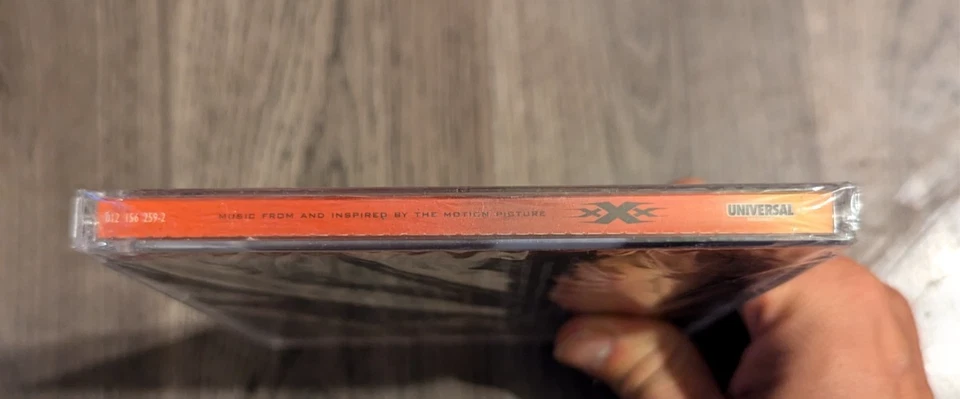 012 156 259-2 MUSIC FROM AND INSPIRED BY THE MOTION PICTURE xXx UNIVERSAL